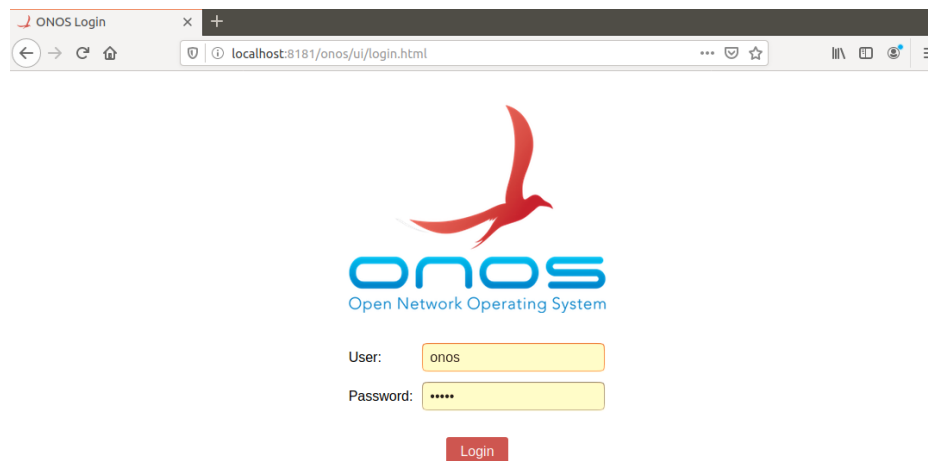 ONOS Login
localhost:8181/onos/ui/login.html
onos
Open Network Operating System
User: onos
Password: •••••
Login